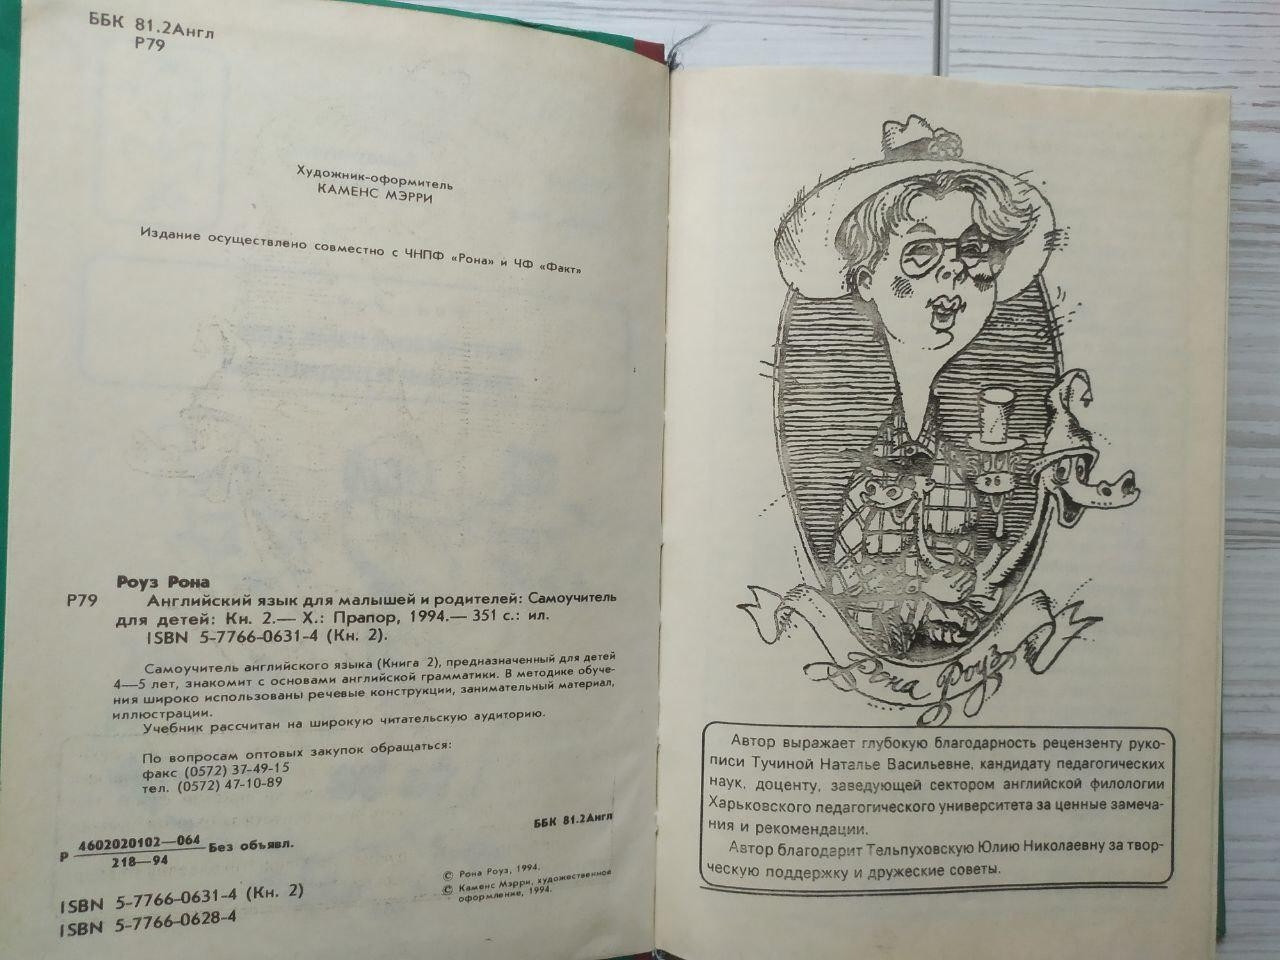 ББК 81.2Англ
Р79
Художник-оформитель
КАМЕНС МЭРРИ
Издание осуществлено совместно с ЧНПФ «Рона» и ЧФ «Факт»
Роуз Рона
Р79 Английский язык для малышей и родителей: Самоучитель
для детей: Кн. 2.— Х.: Прапор, 1994.— 351 с.: ил.
ISBN 5-7766-0631-4 (Кн. 2).
Самоучитель английского языка (Книга 2), предназначенный для детей
4—5 лет, знакомит с основами английской грамматики. В методике обуче-
ния широко использованы речевые конструкции, занимательный материал,
иллюстрации.
Учебник рассчитан на широкую читательскую аудиторию.
По вопросам оптовых закупок обращаться:
факс (0572) 37-49-15
тел. (0572) 47-10-89
ББК 81.2Англ
4602020102—064
Р Без объявл.
218—94
© Рона Роуз, 1994.
© Каменс Мэрри, художественное
оформление, 1994.
ISBN 5-7766-0631-4 (Кн. 2)
ISBN 5-7766-0628-4
26
Рона Роуз
Автор выражает глубокую благодарность рецензенту руко-
писи Тучиной Наталье Васильевне, кандидату педагогических
наук, доценту, заведующей сектором английской филологии
Харьковского педагогического университета за ценные замеча-
ния и рекомендации.
Автор благодарит Тельпуховскую Юлию Николаевну за твор-
ческую поддержку и дружеские советы.